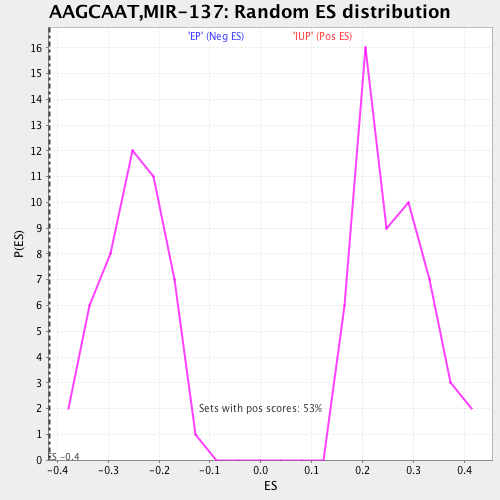 AAGCAAT,MIR-137: Random ES distribution
'EP' (Neg ES) 'IUP' (Pos ES)
16
15
14
13
12
11
10
9
8
7
6
5
4
3
2
1
0
P(ES)
Sets with pos scores: 53%
ES -0.4
-0.4 -0.3 -0.2 -0.1 0.0 0.1 0.2 0.3 0.4
ES